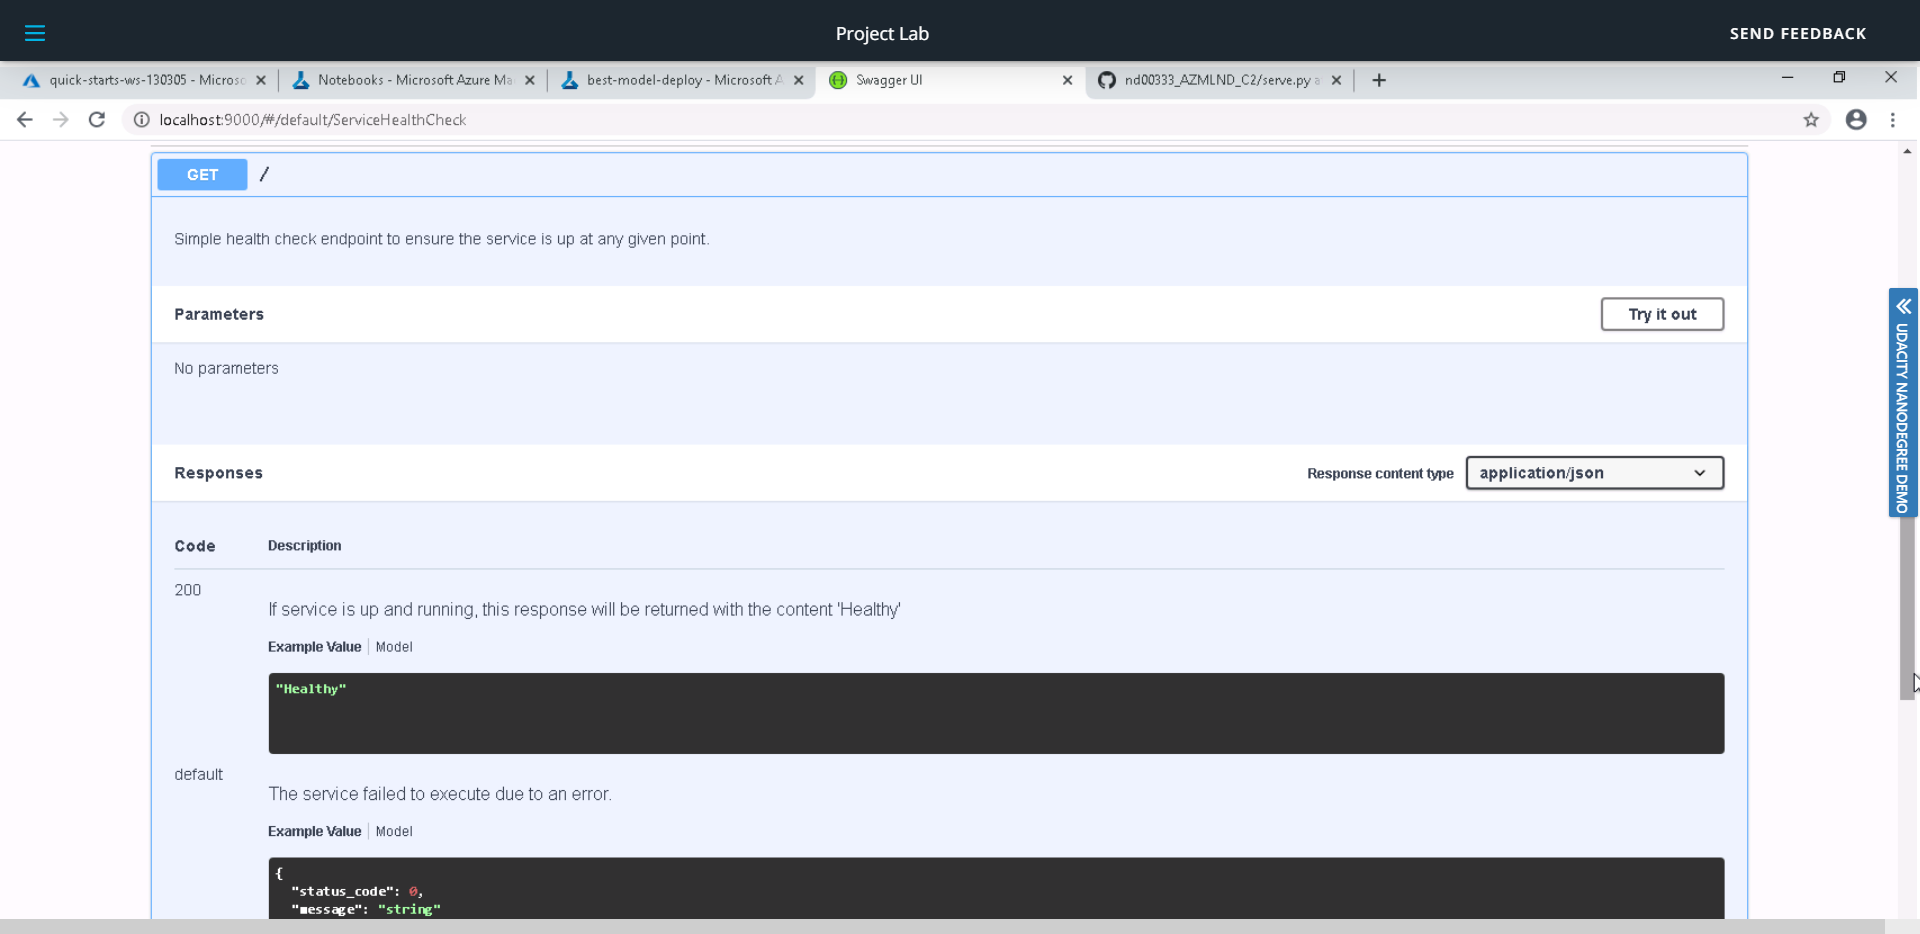 Project Lab
SEND FEEDBACK
quick-starts-ws-130305 - Microso
Notebooks - Microsoft Azure Ma
best-model-deploy - Microsoft A
Swagger UI
nd00333_AZMLND_C2/serve.py a
localhost:9000/#/default/ServiceHealthCheck
GET /
Simple health check endpoint to ensure the service is up at any given point.
Parameters
Try it out
No parameters
Responses
Response content type
application/json
Code Description
200
If service is up and running, this response will be returned with the content 'Healthy'
Example Value Model
"Healthy"
default
The service failed to execute due to an error.
Example Value Model
{
"status_code": 0,
"message": "string"
UDACITY NANODEGREE DEMO